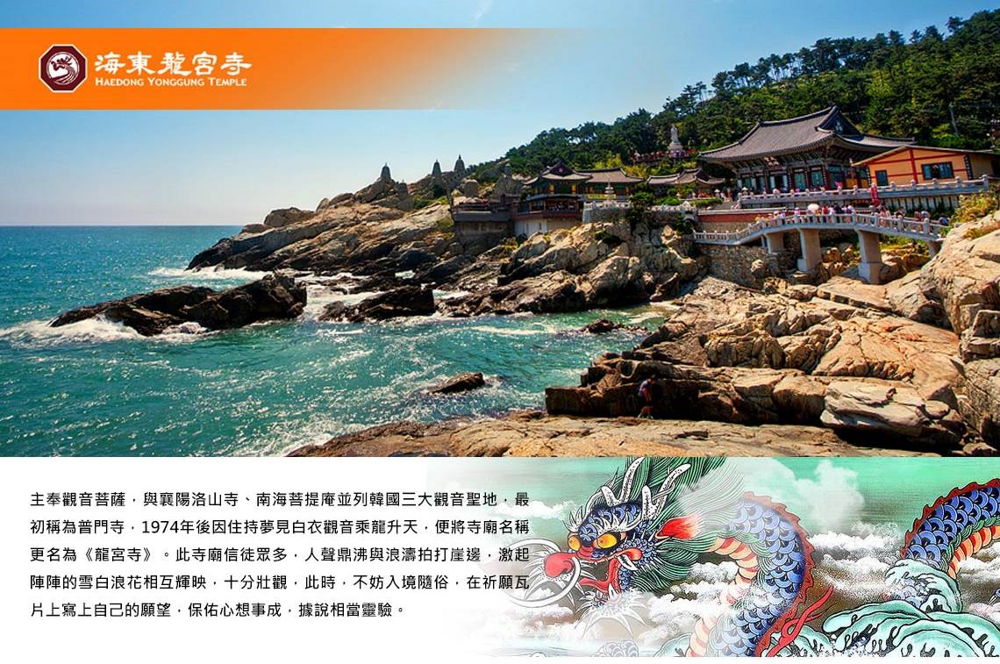 海東龍宮寺
HAEDONG YONGGUNG TEMPLE
主奉觀音菩薩，與襄陽洛山寺、南海菩提庵並列韓國三大觀音聖地，最
初稱為普門寺，1974年後因住持夢見白衣觀音乘龍升天，便將寺廟名稱
更名為《龍宮寺》。此寺廟信徒眾多，人聲鼎沸與浪濤拍打崖邊，激起
陣陣的雪白浪花相互輝映，十分壯觀，此時，不妨入境隨俗，在祈願瓦
片上寫上自己的願望，保佑心想事成，據說相當靈驗。